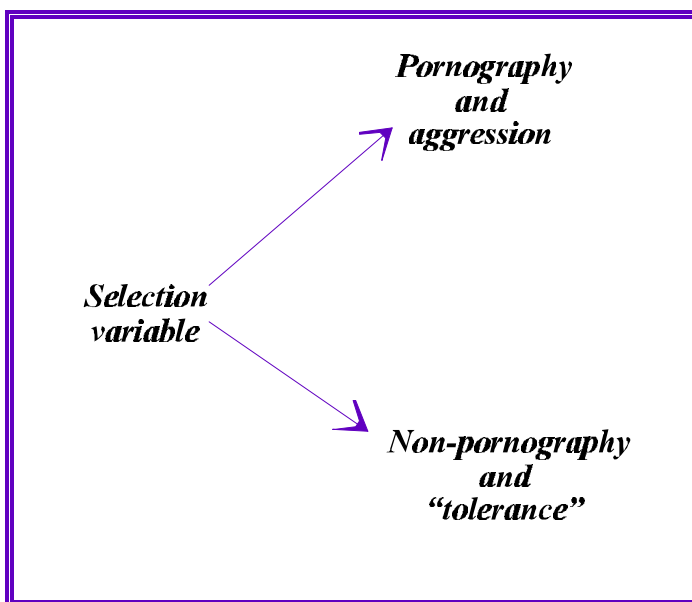 Pornography
and
aggression
Selection
variable
Non-pornography
and
“tolerance”